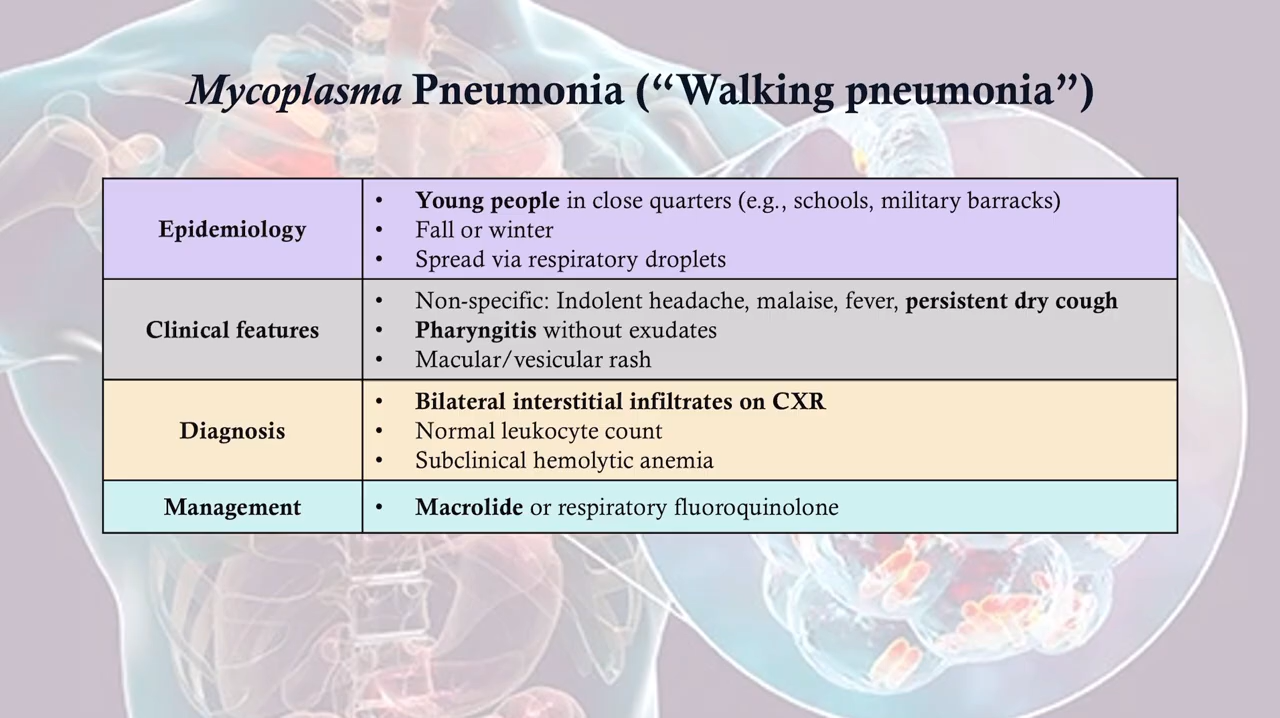 Mycoplasma Pneumonia (“Walking pneumonia”)
Epidemiology
• Young people in close quarters (e.g., schools, military barracks)
• Fall or winter
• Spread via respiratory droplets
Clinical features
• Non-specific: Indolent headache, malaise, fever, persistent dry cough
• Pharyngitis without exudates
• Macular/vesicular rash
Diagnosis
• Bilateral interstitial infiltrates on CXR
• Normal leukocyte count
• Subclinical hemolytic anemia
Management
• Macrolide or respiratory fluoroquinolone